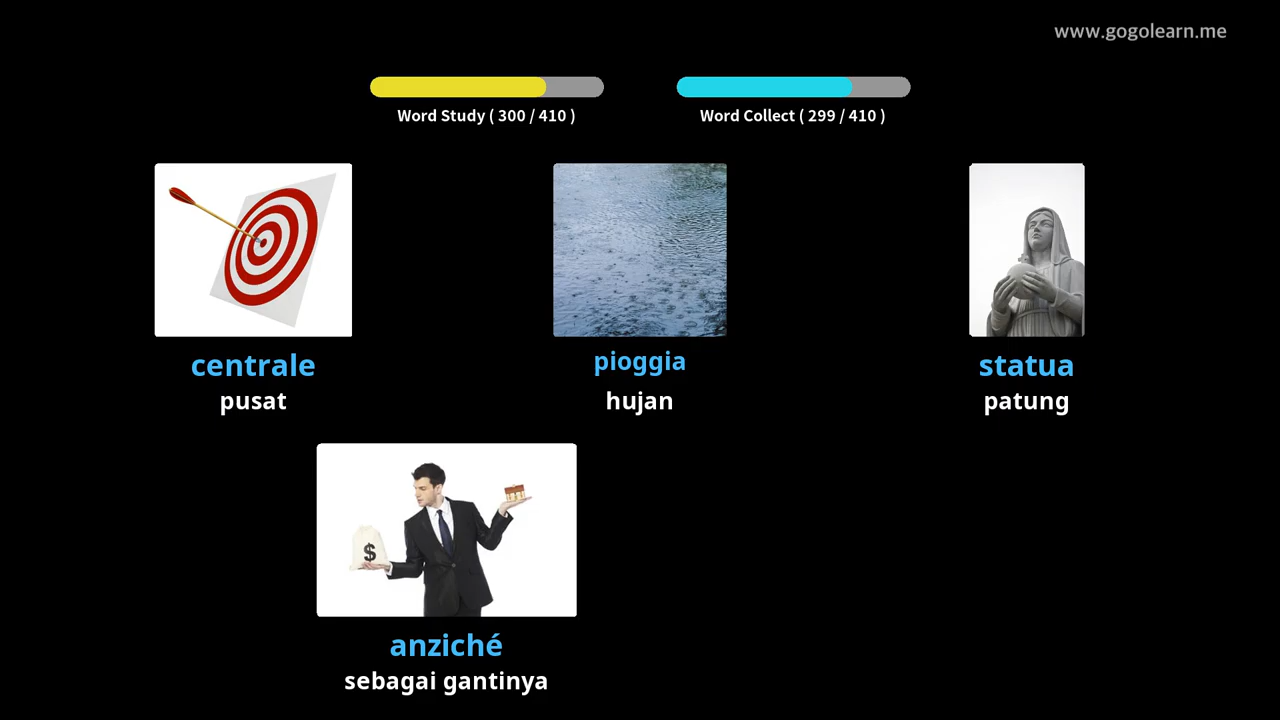 www.gogolearn.me
Word Study ( 300 / 410 )
Word Collect ( 299 / 410 )
centrale
pusat
pioggia
hujan
statua
patung
$
anziché
sebagai gantinya